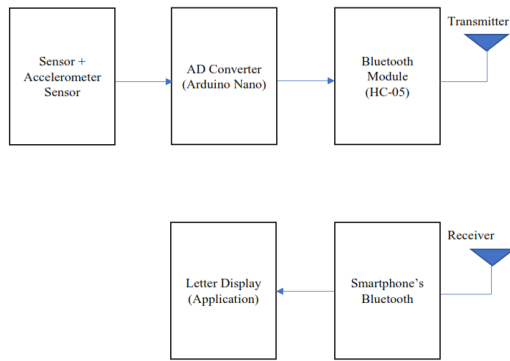 Transmitter
Sensor +
Accelerometer
Sensor
AD Converter
(Arduino Nano)
Bluetooth
Module
(HC-05)
Receiver
Letter Display
(Application)
Smartphone's
Bluetooth